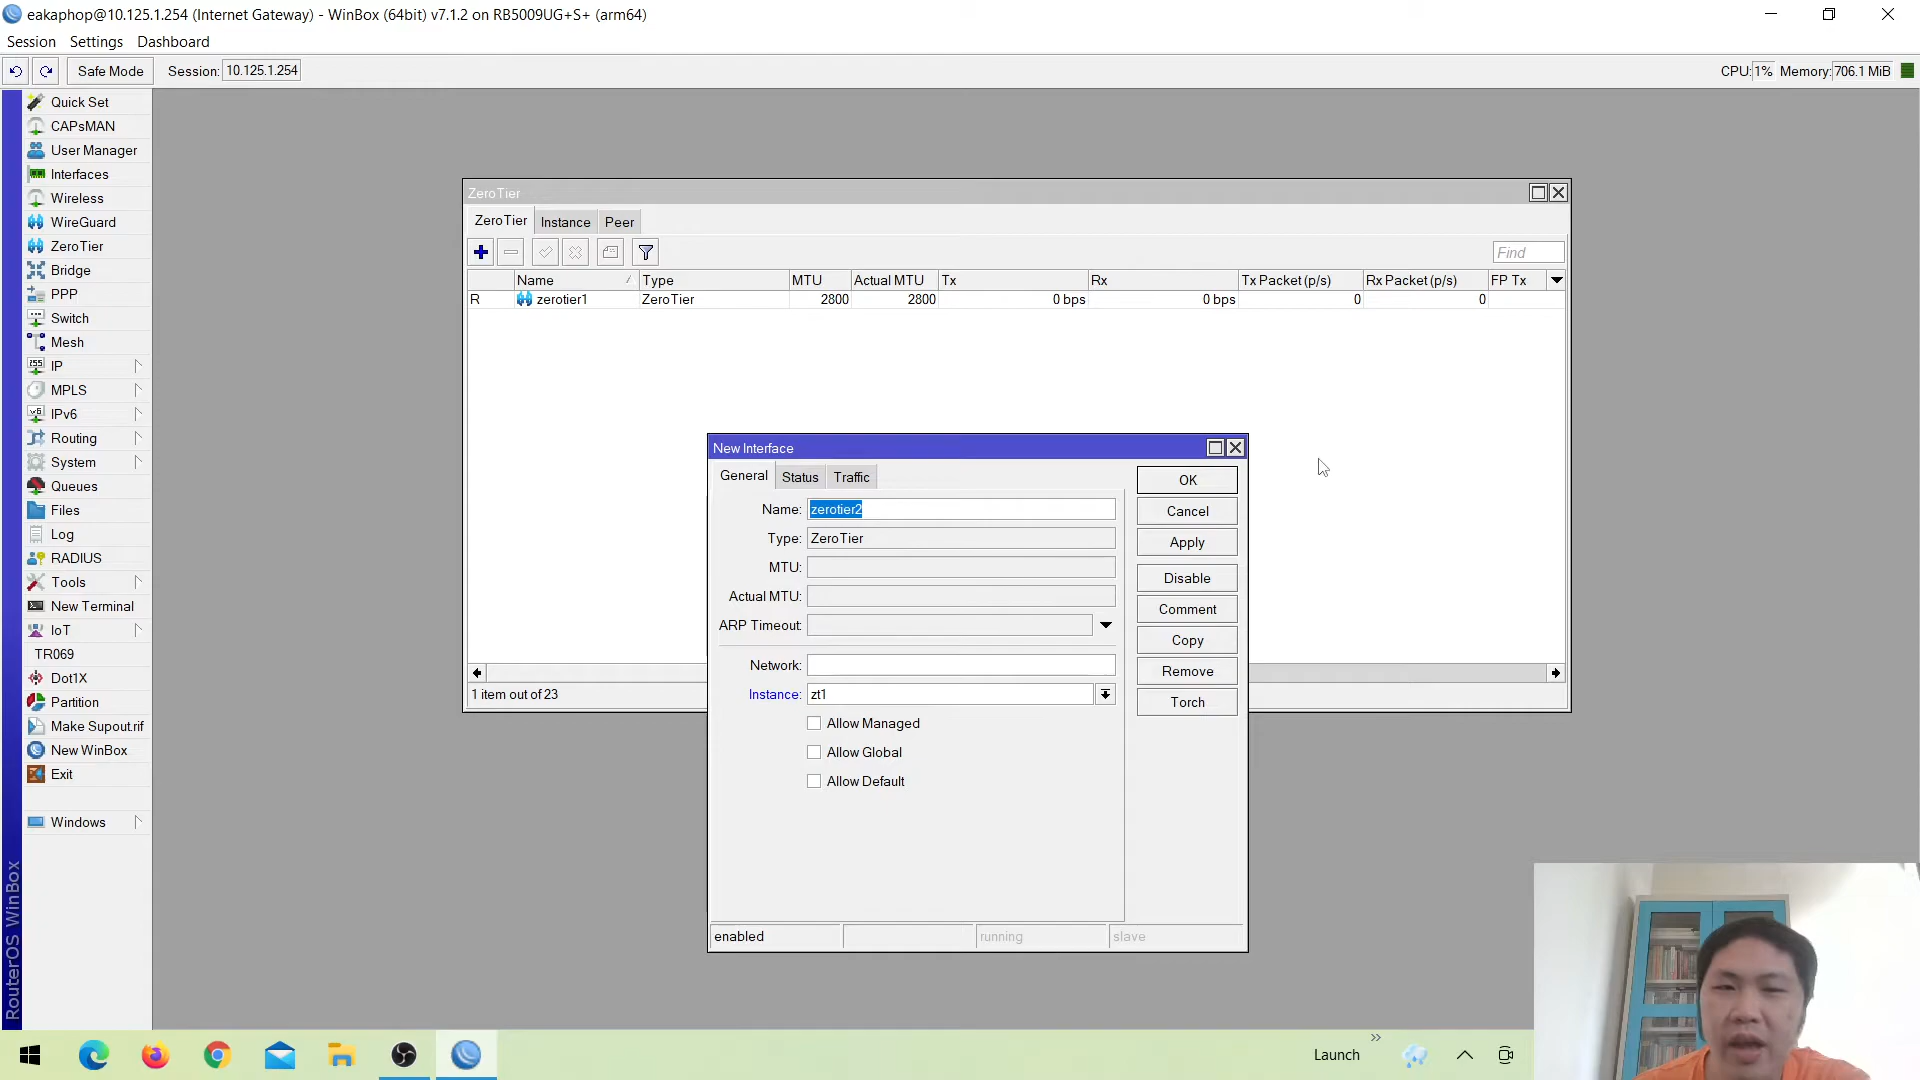 eakaphop@10.125.1.254 (Internet Gateway) - WinBox (64bit) v7.1.2 on RB5009UG+S+ (arm64)
Session Settings Dashboard
Safe Mode Session: 10.125.1.254 CPU: 1% Memory: 706.1 MiB
Quick Set
CAPsMAN
User Manager
Interfaces
Wireless
WireGuard
ZeroTier
Bridge
PPP
Switch
Mesh
IP
MPLS
IPv6
Routing
System
Queues
Files
Log
RADIUS
Tools
New Terminal
IoT
TR069
Dot1X
Partition
Make Supout.rif
New WinBox
Exit
Windows
RouterOS WinBox
ZeroTier
ZeroTier Instance Peer
Find
Name Type MTU Actual MTU Tx Rx Tx Packet (p/s) Rx Packet (p/s) FP Tx
R zerotier1 ZeroTier 2800 2800 0 bps 0 bps 0 0
1 item out of 23
New Interface
General Status Traffic
Name: zerotier2
Type: ZeroTier
MTU:
Actual MTU:
ARP Timeout:
Network:
Instance: zt1
Allow Managed
Allow Global
Allow Default
OK
Cancel
Apply
Disable
Comment
Copy
Remove
Torch
enabled running slave
Launch